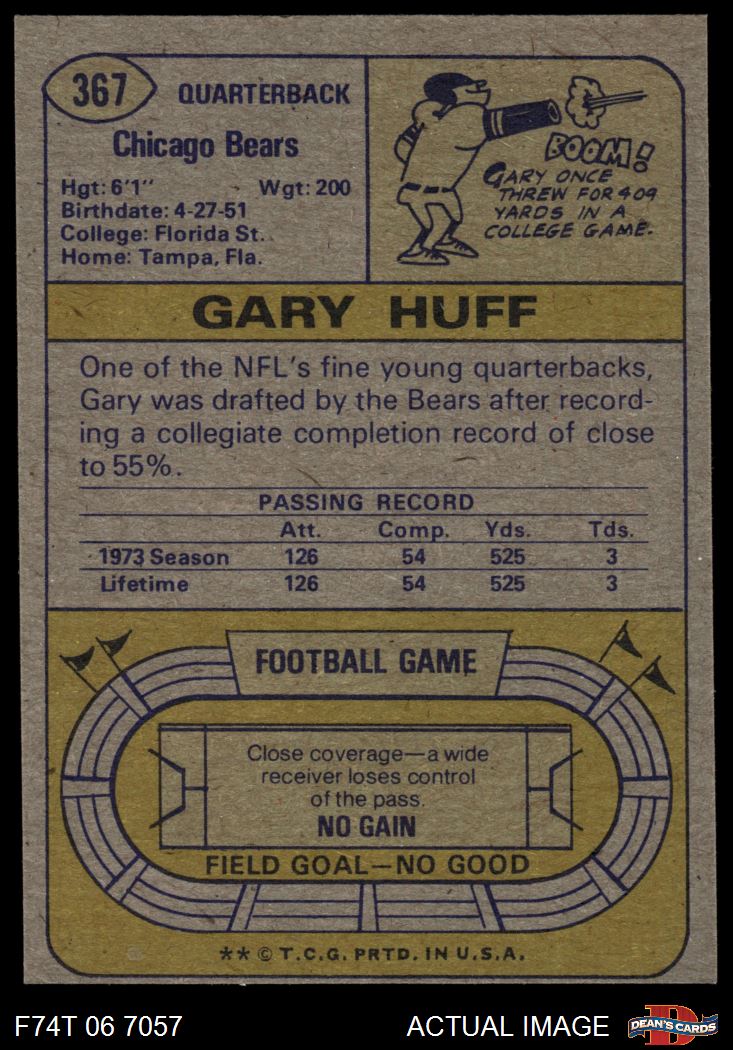 367
QUARTERBACK
Chicago Bears
Hgt: 6'1" Wgt: 200
Birthdate: 4-27-51
College: Florida St.
Home: Tampa, Fla.
BOOM!
GARY ONCE
THREW FOR 409
YARDS IN A
COLLEGE GAME.
GARY HUFF
One of the NFL's fine young quarterbacks,
Gary was drafted by the Bears after record-
ing a collegiate completion record of close
to 55%.
PASSING RECORD
Att. Comp. Yds. Tds.
1973 Season 126 54 525 3
Lifetime 126 54 525 3
FOOTBALL GAME
Close coverage—a wide
receiver loses control
of the pass.
NO GAIN
FIELD GOAL—NO GOOD
** © T.C.G. PRTD. IN U.S.A.
F74T 06 7057 ACTUAL IMAGE
D
DEAN'S CARDS